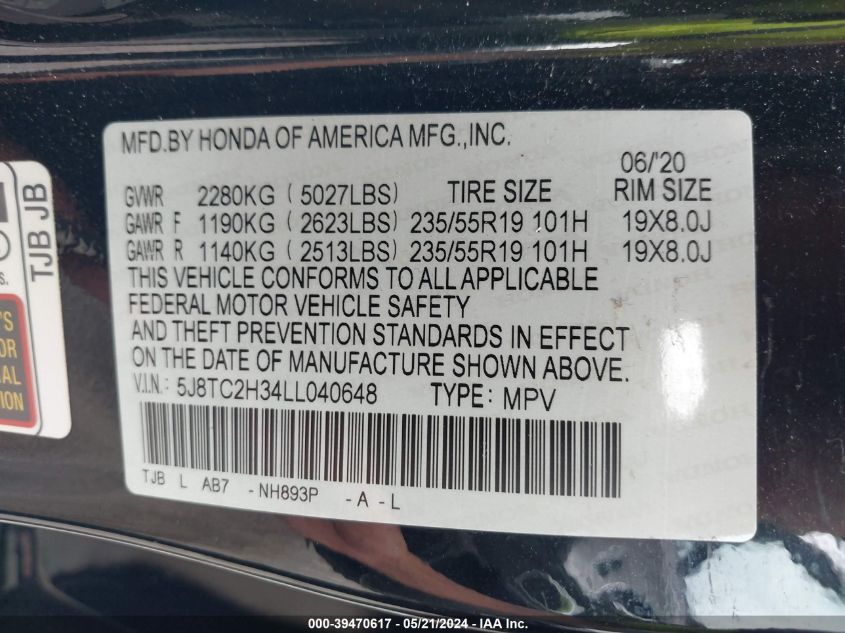 MFD.BY HONDA OF AMERICA MFG.,INC.
06/'20
GVWR 2280KG (5027LBS) TIRE SIZE RIM SIZE
GAWR F 1190KG (2623LBS) 235/55R19 101H 19X8.0J
GAWR R 1140KG (2513LBS) 235/55R19 101H 19X8.0J
THIS VEHICLE CONFORMS TO ALL APPLICABLE
FEDERAL MOTOR VEHICLE SAFETY
AND THEFT PREVENTION STANDARDS IN EFFECT
ON THE DATE OF MANUFACTURE SHOWN ABOVE.
V.I.N.: 5J8TC2H34LL040648 TYPE: MPV
TJB L AB7 -NH893P -A-L
TJB JB
000-39470617 - 05/21/2024 - IAA Inc.